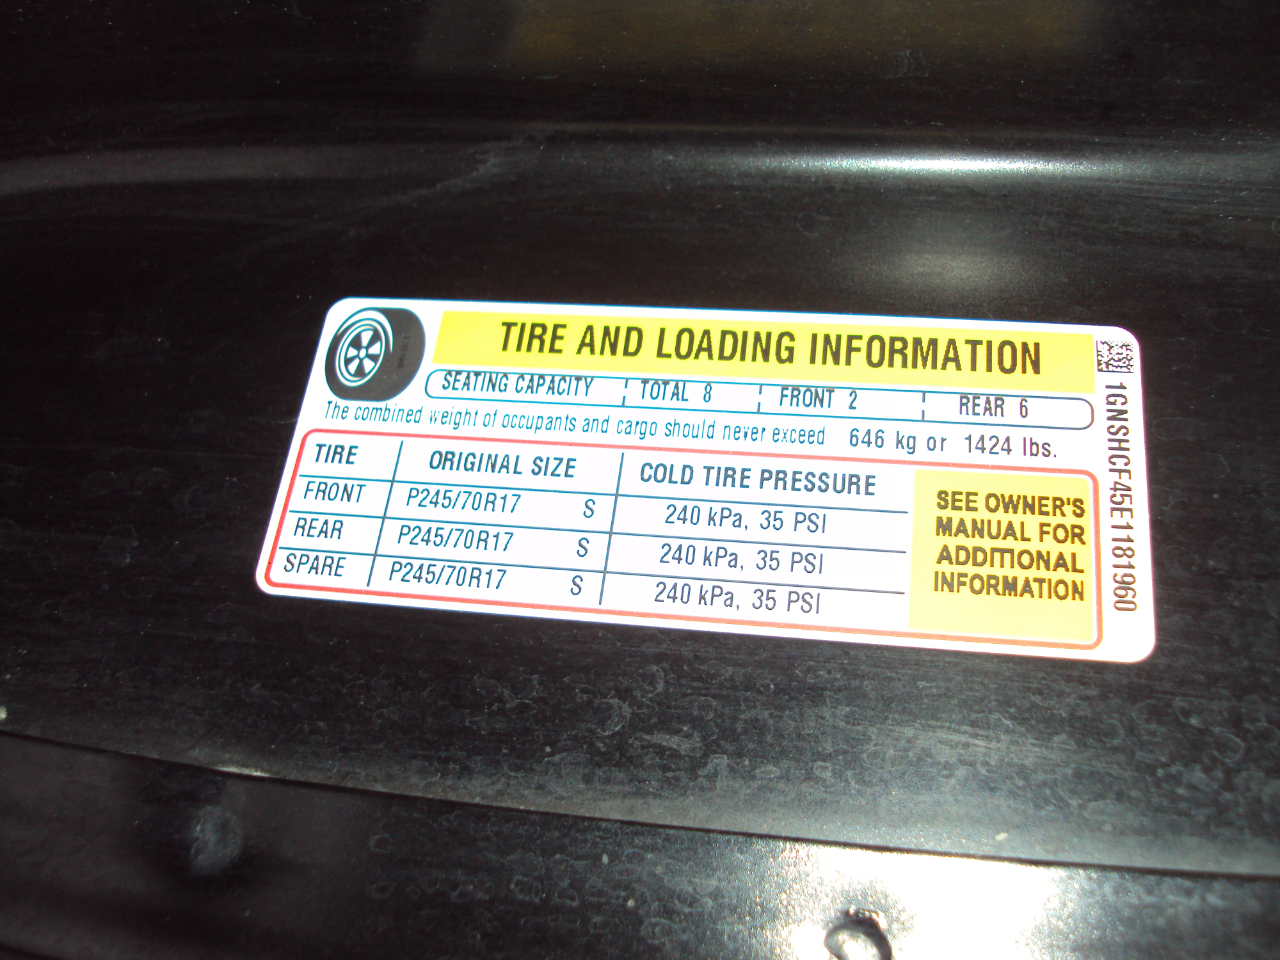 TIRE AND LOADING INFORMATION
SEATING CAPACITY TOTAL 8 FRONT 2 REAR 6
The combined weight of occupants and cargo should never exceed 646 kg or 1424 lbs.
TIRE ORIGINAL SIZE COLD TIRE PRESSURE
FRONT P245/70R17 S 240 kPa, 35 PSI
REAR P245/70R17 S 240 kPa, 35 PSI
SPARE P245/70R17 S 240 kPa, 35 PSI
SEE OWNER'S
MANUAL FOR
ADDITIONAL
INFORMATION
1GNSHCF45E1181960